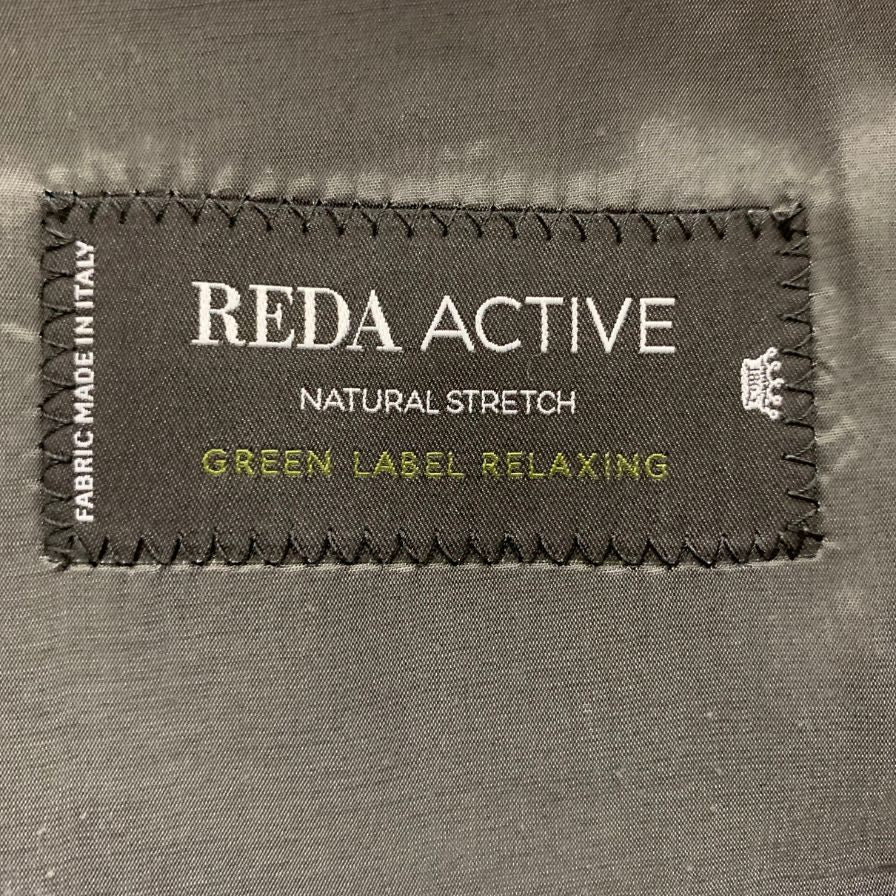 REDA ACTIVE
NATURAL STRETCH
GREEN LABEL RELAXING
FABRIC MADE IN ITALY